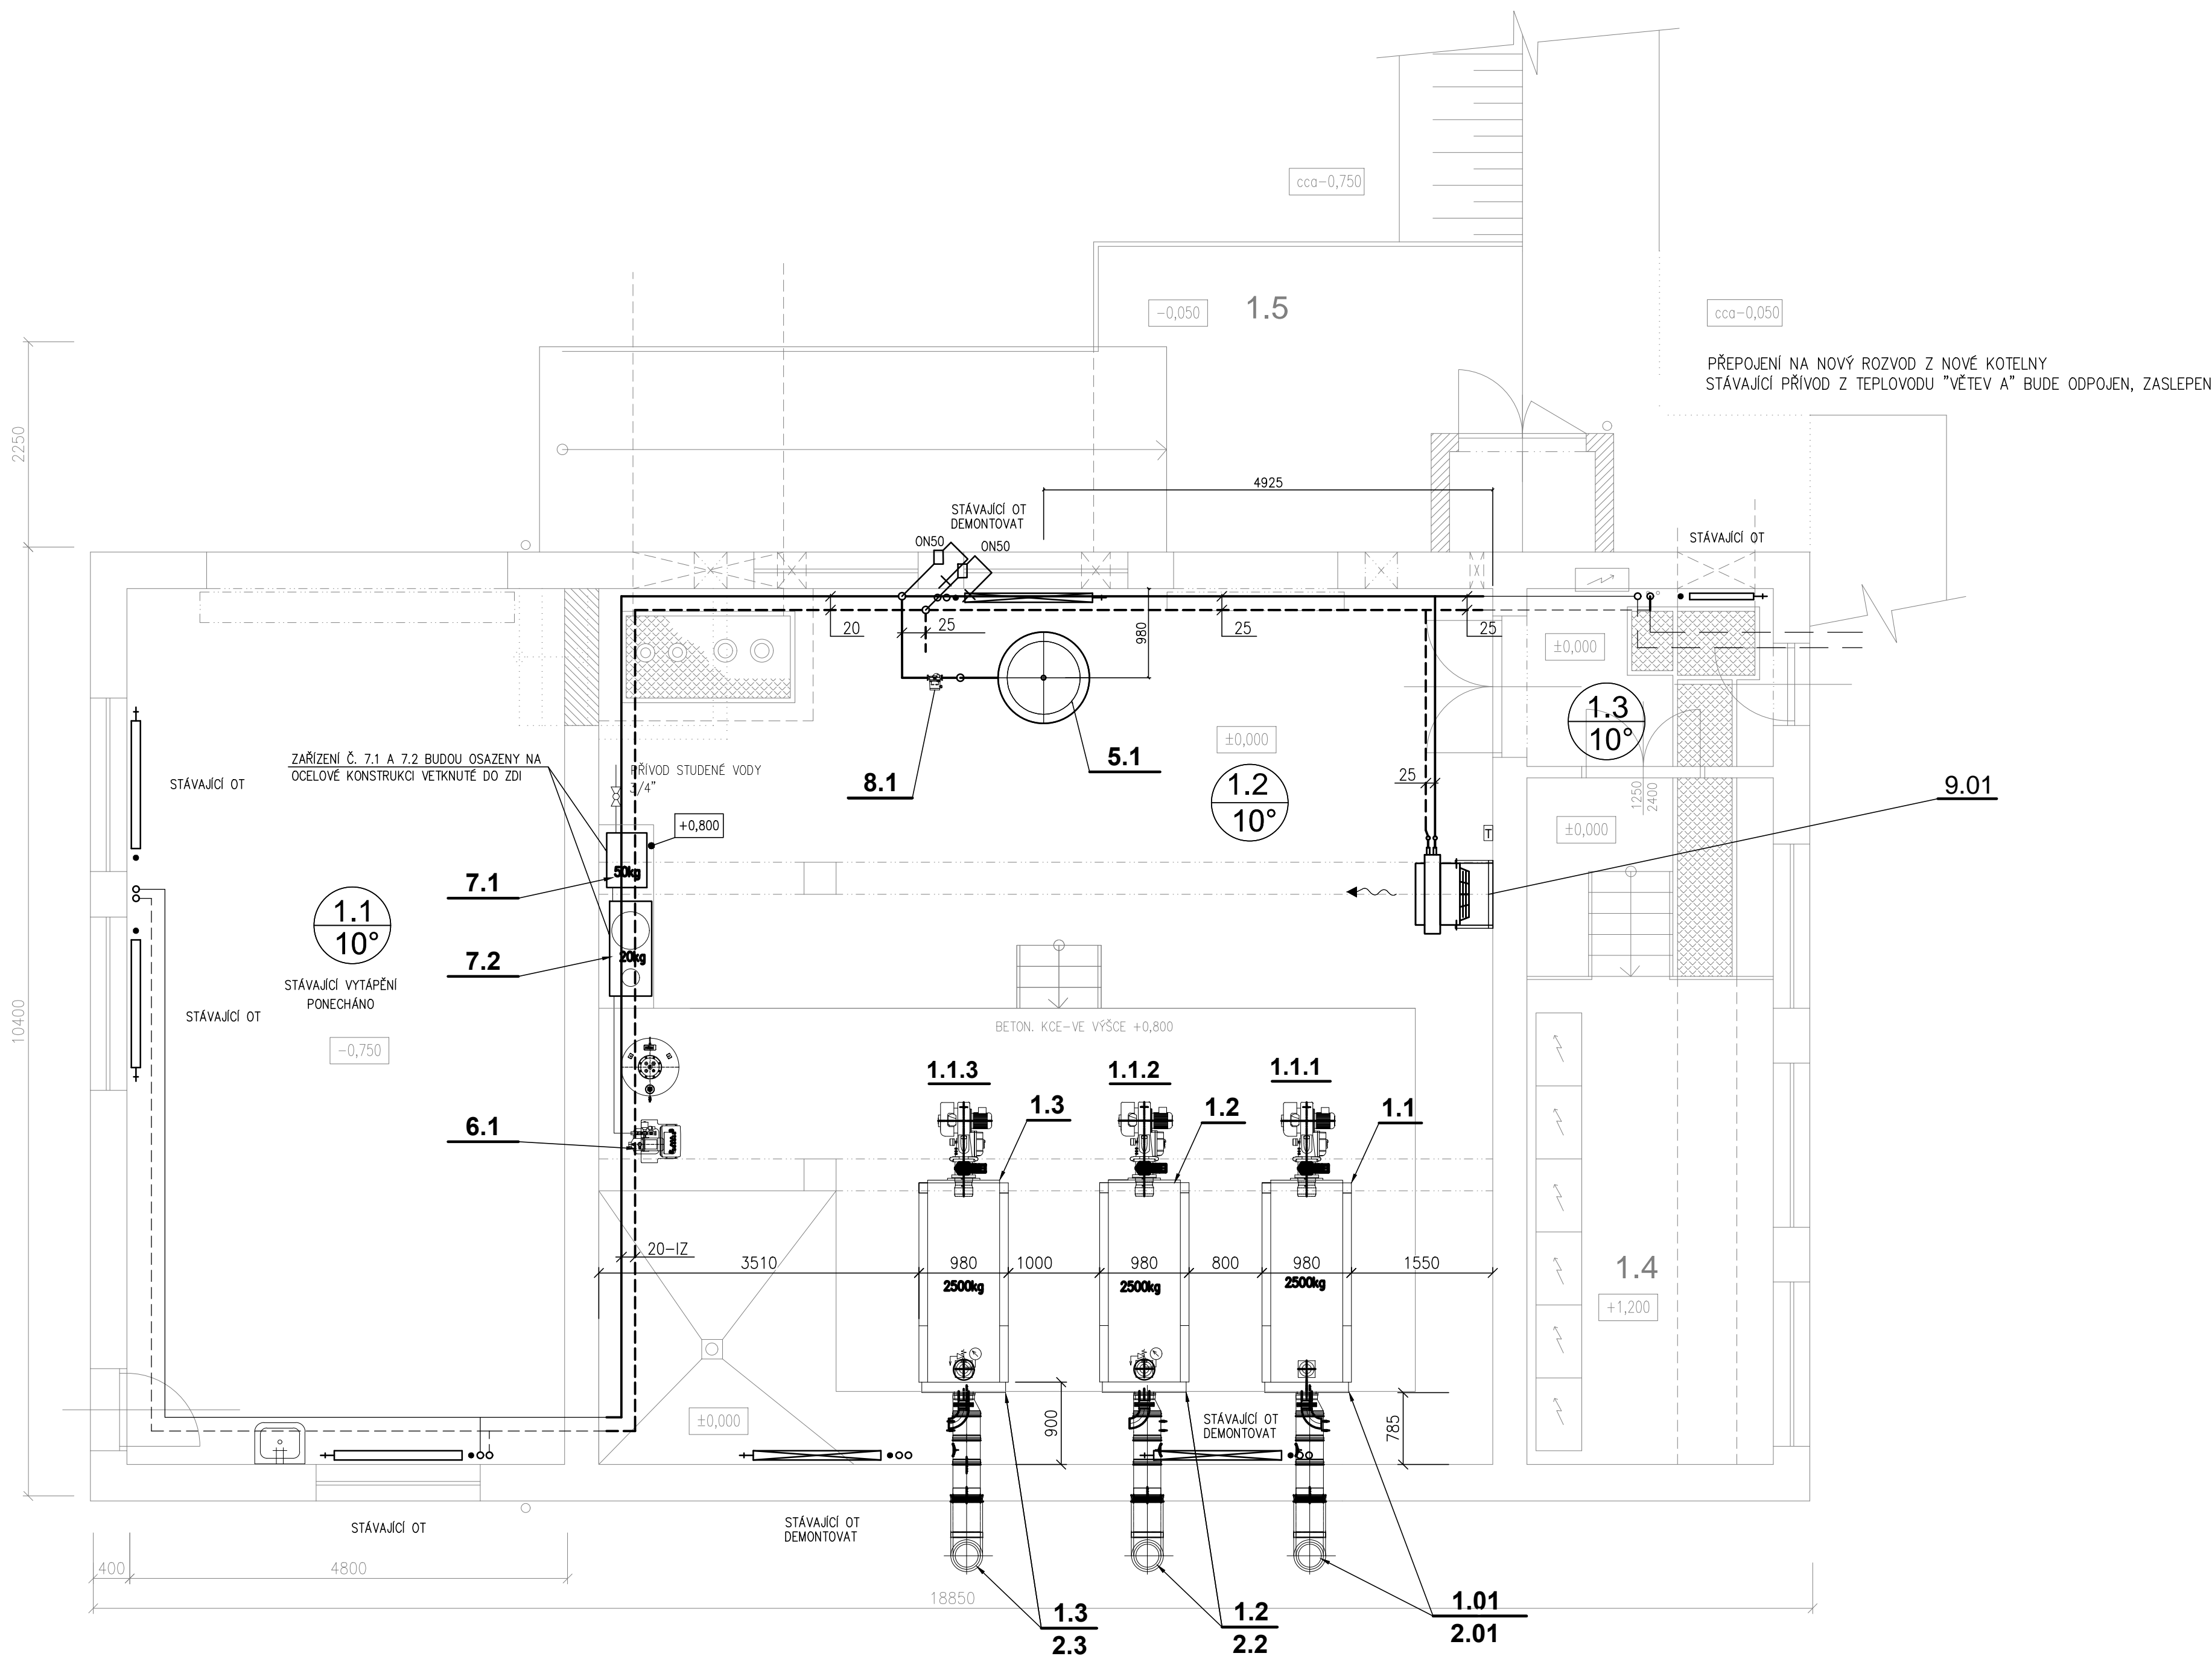 cca-0,750
-0,050
1.5
cca-0,050
PŘEPOJENÍ NA NOVÝ ROZVOD Z NOVÉ KOTELNY
STÁVAJÍCÍ PŘÍVOD Z TEPLOVODU "VĚTEV A" BUDE ODPOJEN, ZASLEPEN
2250
4925
STÁVAJÍCÍ OT
DEMONTOVAT
ON50
ON50
STÁVAJÍCÍ OT
20
25
25
25
980
±0,000
1.3
10°
5.1
8.1
±0,000
1.2
10°
25
1250
2400
9.01
ZAŘÍZENÍ Č. 7.1 A 7.2 BUDOU OSAZENY NA
OCELOVÉ KONSTRUKCI VETKNUTÉ DO ZDI
PŘÍVOD STUDENÉ VODY
3/4"
STÁVAJÍCÍ OT
+0,800
T
±0,000
50kg
7.1
1.1
10°
20kg
7.2
STÁVAJÍCÍ VYTÁPĚNÍ
PONECHÁNO
STÁVAJÍCÍ OT
10400
-0,750
BETON. KCE-VE VÝŠCE +0,800
1.1.3
1.1.2
1.1.1
1.3
1.2
1.1
6.1
20-IZ
3510
980
1000
980
800
980
1550
2500kg
2500kg
2500kg
1.4
+1,200
±0,000
900
STÁVAJÍCÍ OT
DEMONTOVAT
785
STÁVAJÍCÍ OT
STÁVAJÍCÍ OT
DEMONTOVAT
400
4800
18850
1.3
2.3
1.2
2.2
1.01
2.01